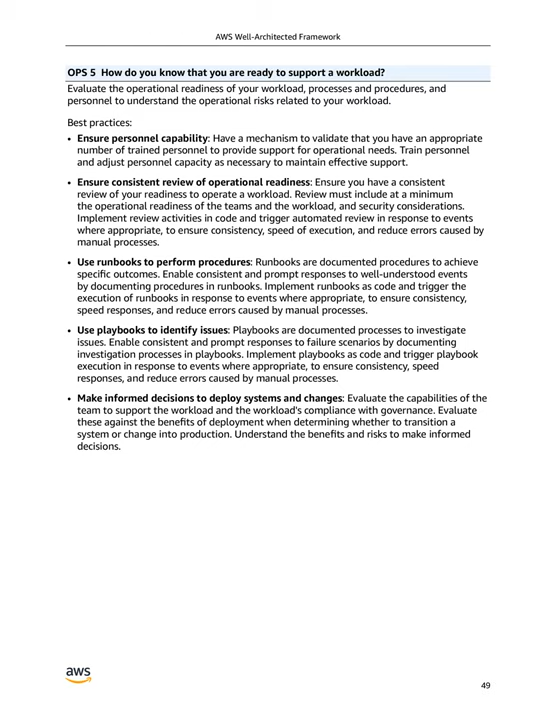 AWS Well-Architected Framework
OPS 5 How do you know that you are ready to support a workload?
Evaluate the operational readiness of your workload, processes and procedures, and
personnel to understand the operational risks related to your workload.
Best practices:
• Ensure personnel capability: Have a mechanism to validate that you have an appropriate
number of trained personnel to provide support for operational needs. Train personnel
and adjust personnel capacity as necessary to maintain effective support.
• Ensure consistent review of operational readiness: Ensure you have a consistent
review of your readiness to operate a workload. Review must include at a minimum
the operational readiness of the teams and the workload, and security considerations.
Implement review activities in code and trigger automated review in response to events
where appropriate, to ensure consistency, speed of execution, and reduce errors caused by
manual processes.
• Use runbooks to perform procedures: Runbooks are documented procedures to achieve
specific outcomes. Enable consistent and prompt responses to well-understood events
by documenting procedures in runbooks. Implement runbooks as code and trigger the
execution of runbooks in response to events where appropriate, to ensure consistency,
speed responses, and reduce errors caused by manual processes.
• Use playbooks to identify issues: Playbooks are documented processes to investigate
issues. Enable consistent and prompt responses to failure scenarios by documenting
investigation processes in playbooks. Implement playbooks as code and trigger playbook
execution in response to events where appropriate, to ensure consistency, speed
responses, and reduce errors caused by manual processes.
• Make informed decisions to deploy systems and changes: Evaluate the capabilities of the
team to support the workload and the workload's compliance with governance. Evaluate
these against the benefits of deployment when determining whether to transition a
system or change into production. Understand the benefits and risks to make informed
decisions.
aws
49